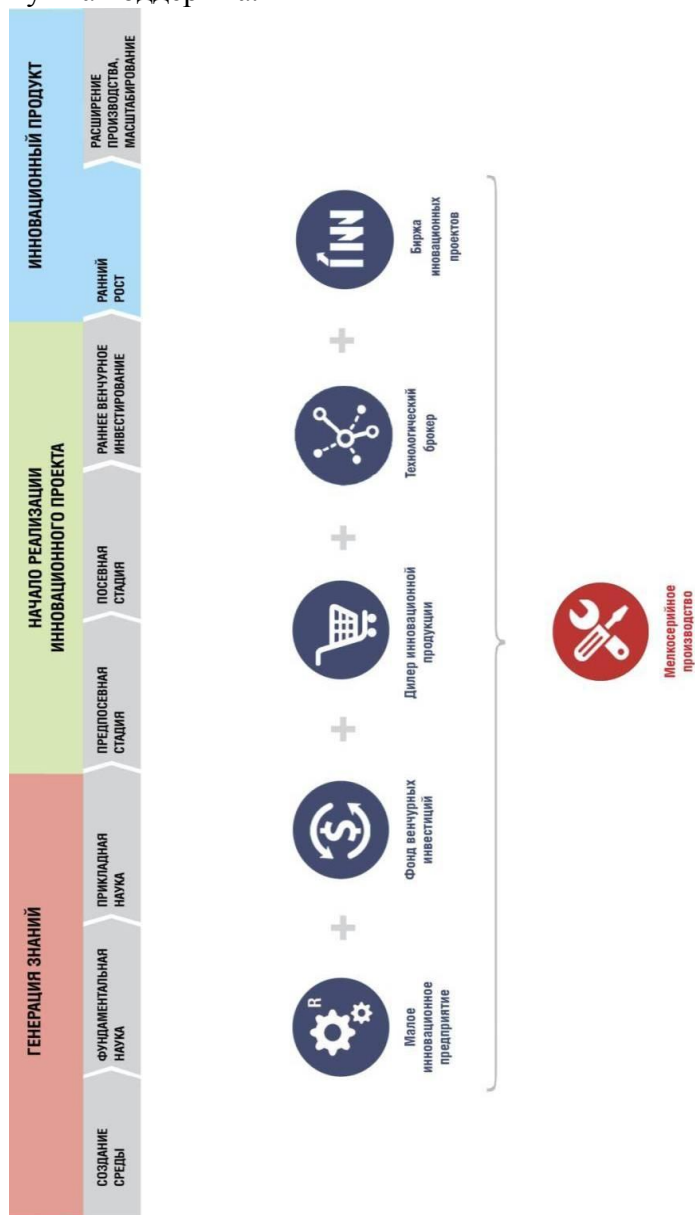 ГЕНЕРАЦИЯ ЗНАНИЙ
НАЧАЛО РЕАЛИЗАЦИИ
ИННОВАЦИОННОГО ПРОЕКТА
ИННОВАЦИОННЫЙ ПРОДУКТ
СОЗДАНИЕ
СРЕДЫ
ФУНДАМЕНТАЛЬНАЯ
НАУКА
ПРИКЛАДНАЯ
НАУКА
ПРЕДПОСЕВНАЯ
СТАДИЯ
ПОСЕВНАЯ
СТАДИЯ
РАННЕЕ ВЕНЧУРНОЕ
ИНВЕСТИРОВАНИЕ
РАННИЙ
РОСТ
РАСШИРЕНИЕ
ПРОИЗВОДСТВА,
МАСШТАБИРОВАНИЕ
R
Малое
инновационное
предприятие
+
$
Фонд венчурных
инвестиций
+
Дилер инновационной
продукции
+
Технологический
брокер
+
INN
Биржа
иновационных
проектов
Мелкосерийное
производство